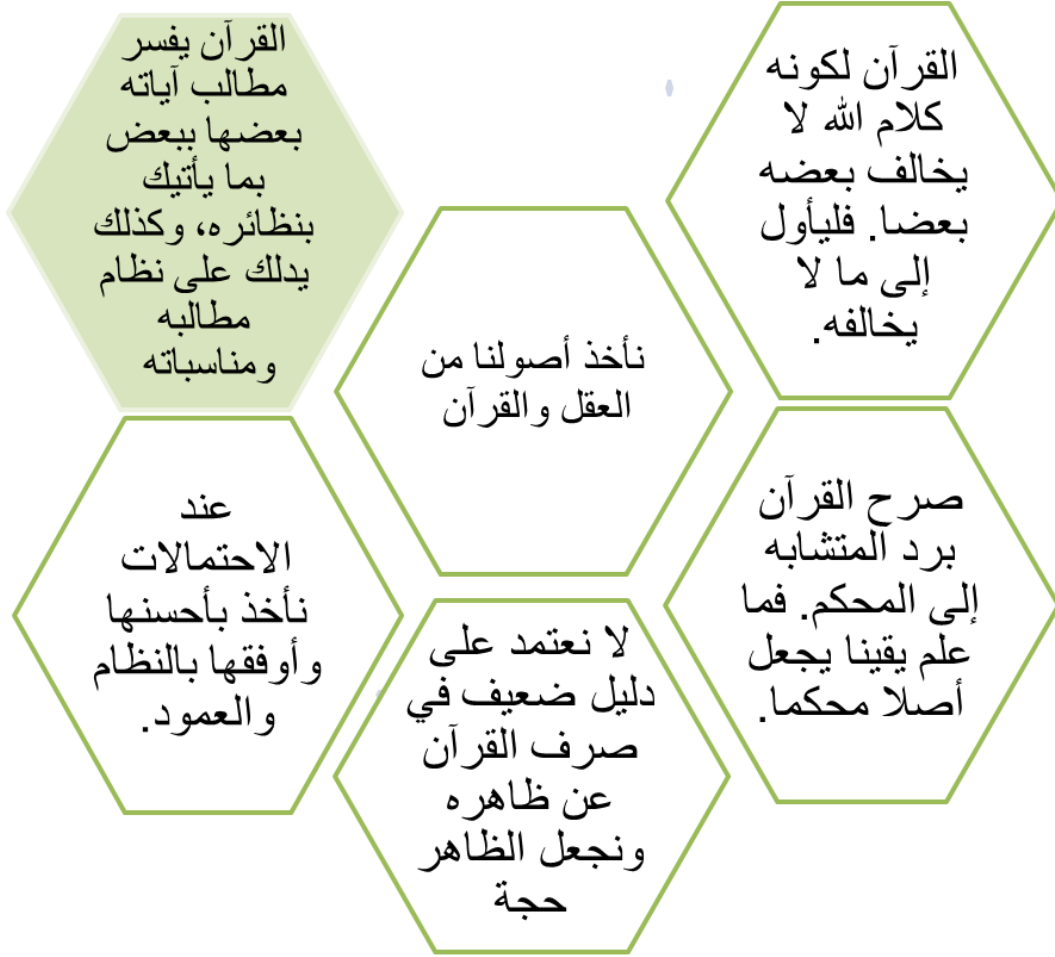 القرآن لكونه
كلام الله لا
يخالف بعضه
بعضا. فليأول
إلى ما لا
يخالفه.
القرآن يفسر
مطالب آياته
بعضها ببعض
بما يأتيك
بنظائره، وكذلك
يدلك على نظام
مطالبه
ومناسباته
نأخذ أصولنا من
العقل والقرآن
صرح القرآن
برد المتشابه
إلى المحكم. فما
علم يقينا يجعل
أصلا محكما.
عند
الاحتمالات
نأخذ بأحسنها
وأوفقها بالنظام
والعمود.
لا نعتمد على
دليل ضعيف في
صرف القرآن
عن ظاهره
ونجعل الظاهر
حجة